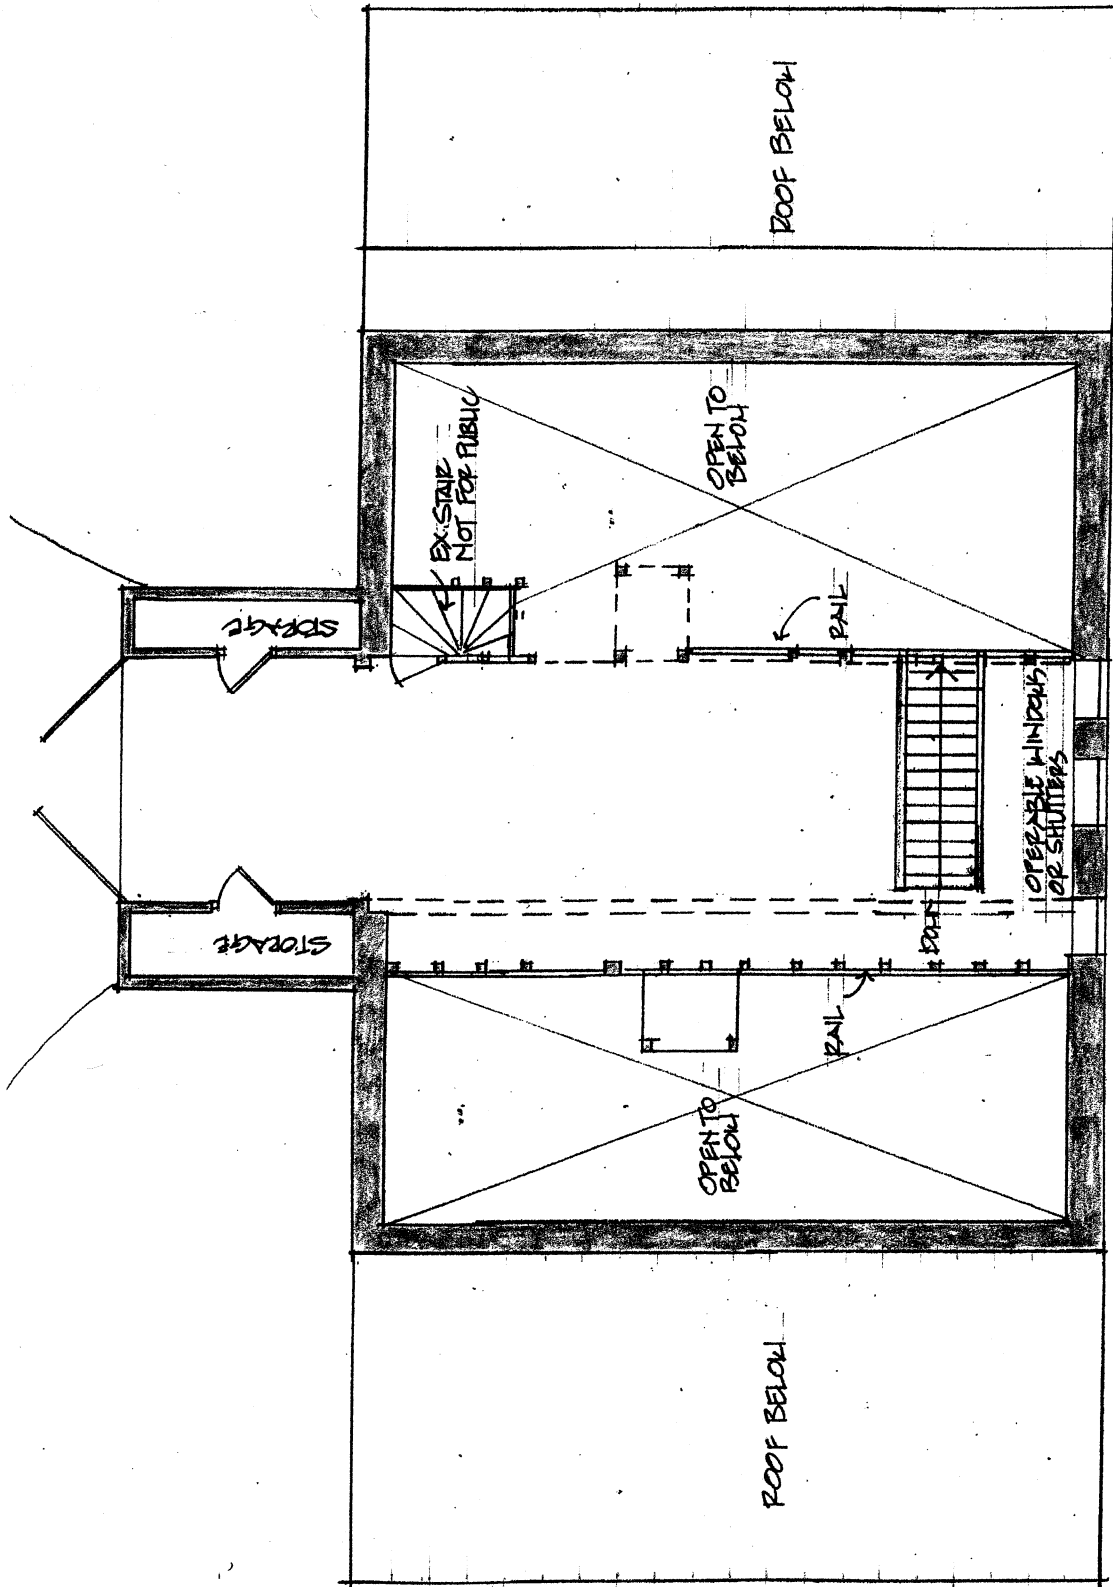 ROOF BELOW
EX. STAIR
NOT FOR PUBLIC
OPEN TO
BELOW
STORAGE
RAIL
OPERABLE WINDOWS
OR SHUTTERS
DOWN
STORAGE
RAIL
OPEN TO
BELOW
ROOF BELOW